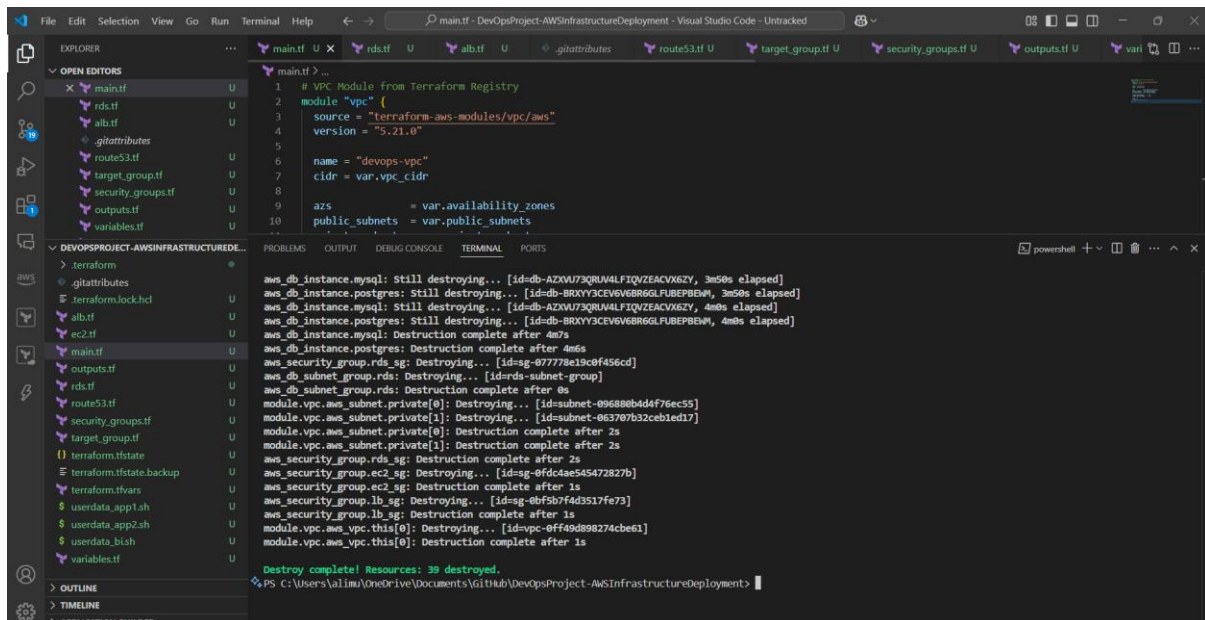 File Edit Selection View Go Run Terminal Help
main.tf - DevOpsProject-AWSInfrastructureDeployment - Visual Studio Code - Untracked
EXPLORER
OPEN EDITORS
main.tf U
rds.tf U
alb.tf U
.gitattributes
route53.tf U
target_group.tf U
security_groups.tf U
outputs.tf U
variables.tf U
DEVOPSPROJECT-AWSINFRASTRUCTUREDE...
.terraform
.gitattributes
.terraform.lock.hcl U
alb.tf U
ec2.tf U
main.tf U
outputs.tf U
rds.tf U
route53.tf U
security_groups.tf U
target_group.tf U
terraform.tfstate U
terraform.tfstate.backup U
terraform.tfvars U
userdata_app1.sh U
userdata_app2.sh U
userdata_bi.sh U
variables.tf U
OUTLINE
TIMELINE
19
1
aws
main.tf U rds.tf U alb.tf U .gitattributes route53.tf U target_group.tf U security_groups.tf U outputs.tf U vari
main.tf > ...
1 # VPC Module from Terraform Registry
2 module "vpc" {
3 source = "terraform-aws-modules/vpc/aws"
4 version = "5.21.0"
5
6 name = "devops-vpc"
7 cidr = var.vpc_cidr
8
9 azs = var.availability_zones
10 public_subnets = var.public_subnets
PROBLEMS OUTPUT DEBUG CONSOLE TERMINAL PORTS
powershell
aws_db_instance.mysql: Still destroying... [id=db-AZXVU73QRUV4LFIQVZEACVX6ZY, 3m50s elapsed]
aws_db_instance.postgres: Still destroying... [id=db-BRXYY3CEV6V6BR6GLFUBEPBEWM, 3m50s elapsed]
aws_db_instance.mysql: Still destroying... [id=db-AZXVU73QRUV4LFIQVZEACVX6ZY, 4m0s elapsed]
aws_db_instance.postgres: Still destroying... [id=db-BRXYY3CEV6V6BR6GLFUBEPBEWM, 4m0s elapsed]
aws_db_instance.mysql: Destruction complete after 4m7s
aws_db_instance.postgres: Destruction complete after 4m6s
aws_security_group.rds_sg: Destroying... [id=sg-077778e19c0f456cd]
aws_db_subnet_group.rds: Destroying... [id=rds-subnet-group]
aws_db_subnet_group.rds: Destruction complete after 0s
module.vpc.aws_subnet.private[0]: Destroying... [id=subnet-096880b4d4f76ec55]
module.vpc.aws_subnet.private[1]: Destroying... [id=subnet-063707b32ceb1ed17]
module.vpc.aws_subnet.private[0]: Destruction complete after 2s
module.vpc.aws_subnet.private[1]: Destruction complete after 2s
aws_security_group.rds_sg: Destruction complete after 2s
aws_security_group.ec2_sg: Destroying... [id=sg-0fdc4ae545472827b]
aws_security_group.ec2_sg: Destruction complete after 1s
aws_security_group.lb_sg: Destroying... [id=sg-0bf5b7f4d3517fe73]
aws_security_group.lb_sg: Destruction complete after 1s
module.vpc.aws_vpc.this[0]: Destroying... [id=vpc-0ff49d898274cbe61]
module.vpc.aws_vpc.this[0]: Destruction complete after 1s
Destroy complete! Resources: 39 destroyed.
PS C:\Users\alimu\OneDrive\Documents\GitHub\DevOpsProject-AWSInfrastructureDeployment>